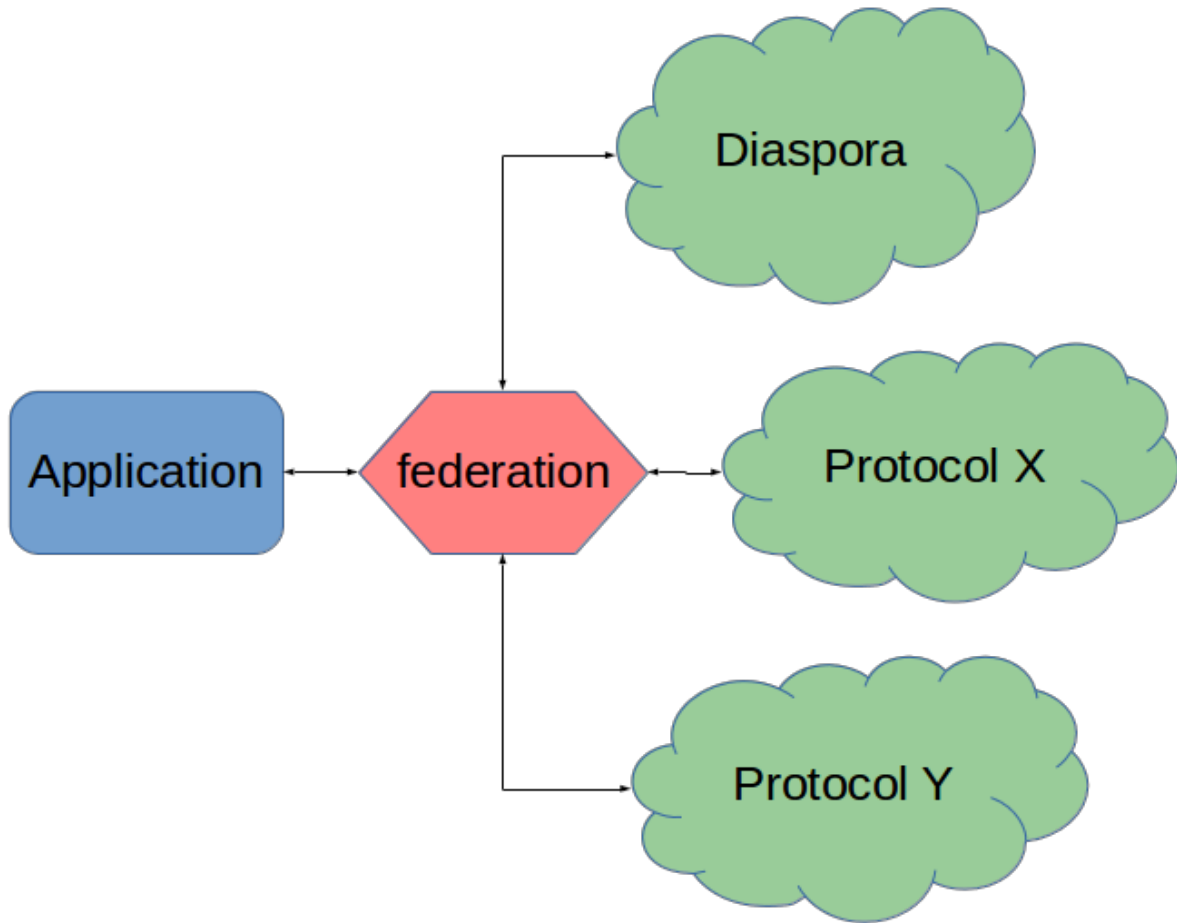 Diaspora
Application
federation
Protocol X
Protocol Y